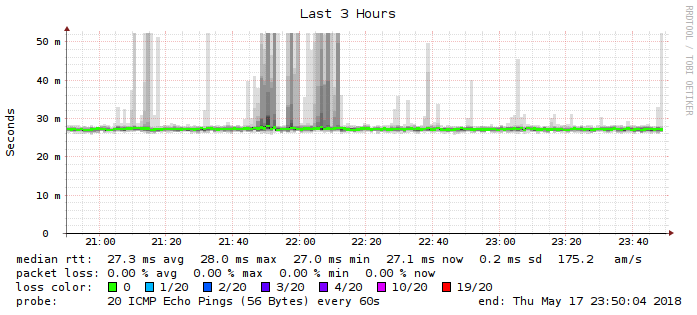 Last 3 Hours
RRDTOOL / TOBI OETIKER
Seconds
50 m
40 m
30 m
20 m
10 m
0
21:00 21:20 21:40 22:00 22:20 22:40 23:00 23:20 23:40
median rtt: 27.3 ms avg 28.0 ms max 27.0 ms min 27.1 ms now 0.2 ms sd 175.2 am/s
packet loss: 0.00 % avg 0.00 % max 0.00 % min 0.00 % now
loss color: 0 1/20 2/20 3/20 4/20 10/20 19/20
probe: 20 ICMP Echo Pings (56 Bytes) every 60s end: Thu May 17 23:50:04 2018